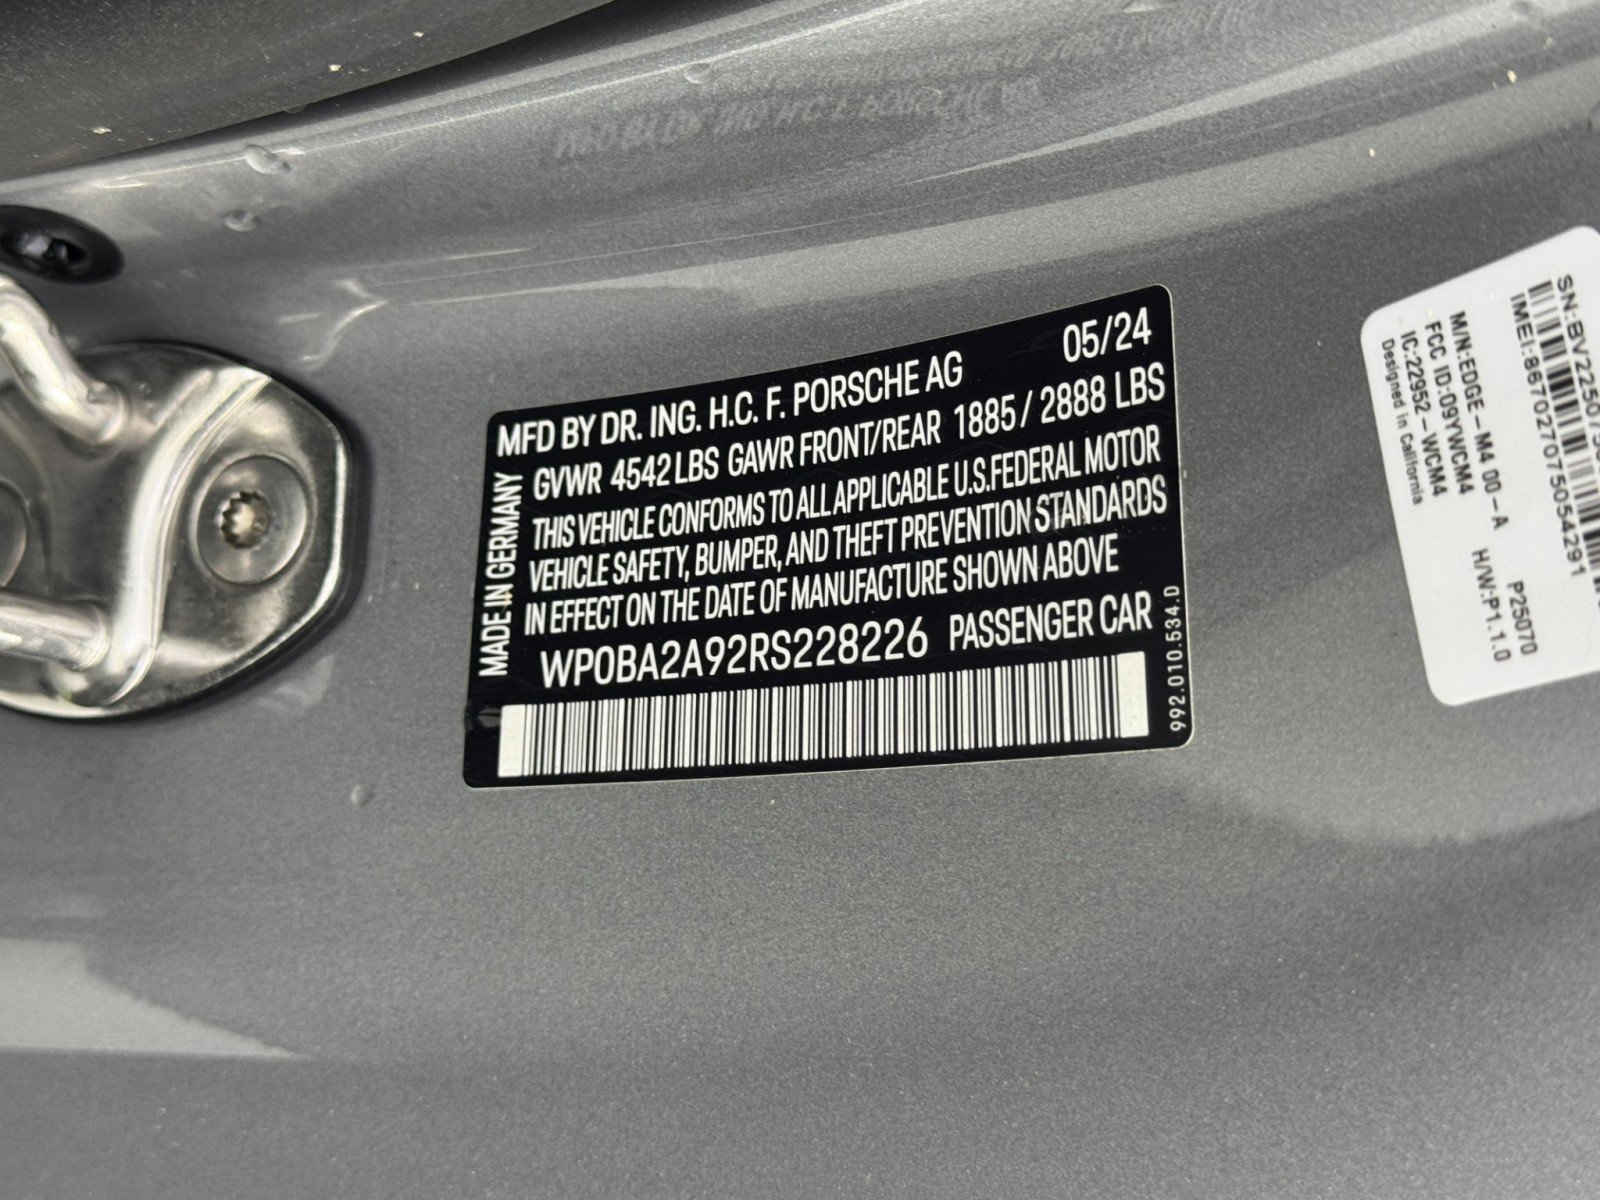 MFD BY DR. ING. H.C. F. PORSCHE AG 05/24
GVWR 4542 LBS GAWR FRONT/REAR 1885 / 2888 LBS
THIS VEHICLE CONFORMS TO ALL APPLICABLE U.S.FEDERAL MOTOR
VEHICLE SAFETY, BUMPER, AND THEFT PREVENTION STANDARDS
IN EFFECT ON THE DATE OF MANUFACTURE SHOWN ABOVE
WP0BA2A92RS228226 PASSENGER CAR
MADE IN GERMANY
992.010.534.D
IMEI:867027075054291
M/N:EDGE-M4 00-A H/W:P1.1.0
FCC ID:09YWCM4
IC:22952-WCM4
Designed in California
P25070